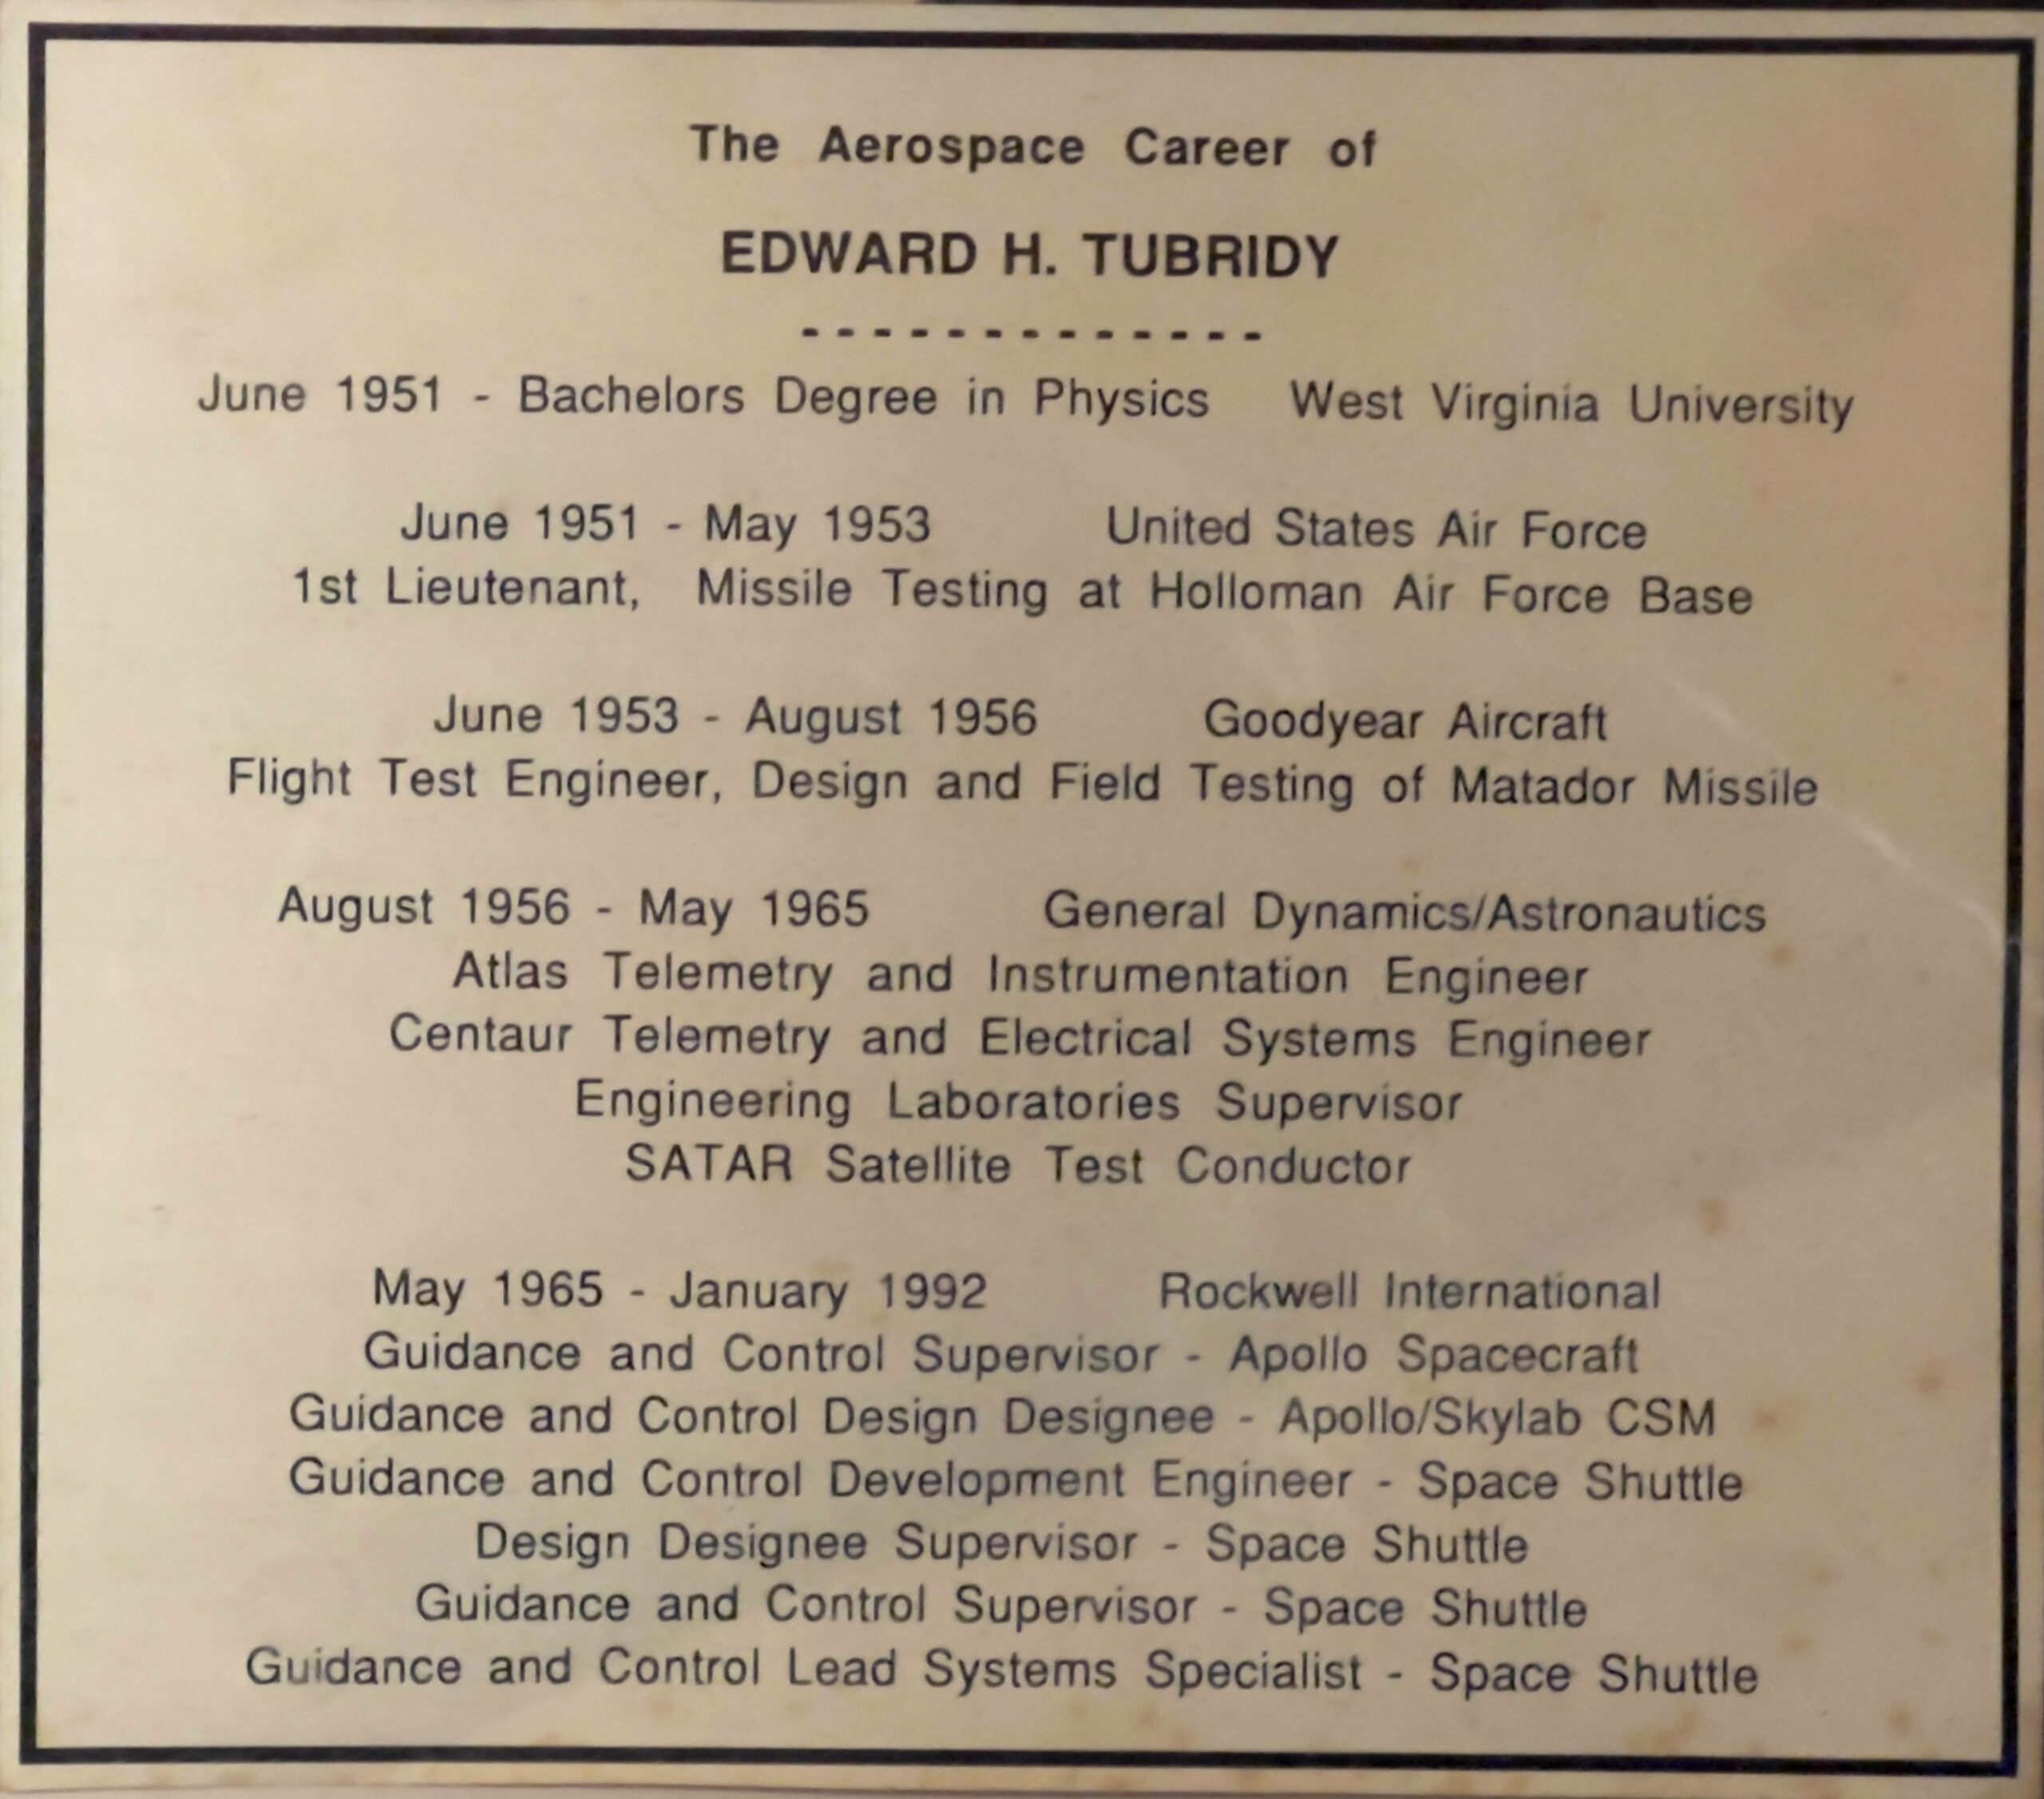 The Aerospace Career of
EDWARD H. TUBRIDY
- - - - - - - - - - - - -
June 1951 - Bachelors Degree in Physics West Virginia University
June 1951 - May 1953 United States Air Force
1st Lieutenant, Missile Testing at Holloman Air Force Base
June 1953 - August 1956 Goodyear Aircraft
Flight Test Engineer, Design and Field Testing of Matador Missile
August 1956 - May 1965 General Dynamics/Astronautics
Atlas Telemetry and Instrumentation Engineer
Centaur Telemetry and Electrical Systems Engineer
Engineering Laboratories Supervisor
SATAR Satellite Test Conductor
May 1965 - January 1992 Rockwell International
Guidance and Control Supervisor - Apollo Spacecraft
Guidance and Control Design Designee - Apollo/Skylab CSM
Guidance and Control Development Engineer - Space Shuttle
Design Designee Supervisor - Space Shuttle
Guidance and Control Supervisor - Space Shuttle
Guidance and Control Lead Systems Specialist - Space Shuttle